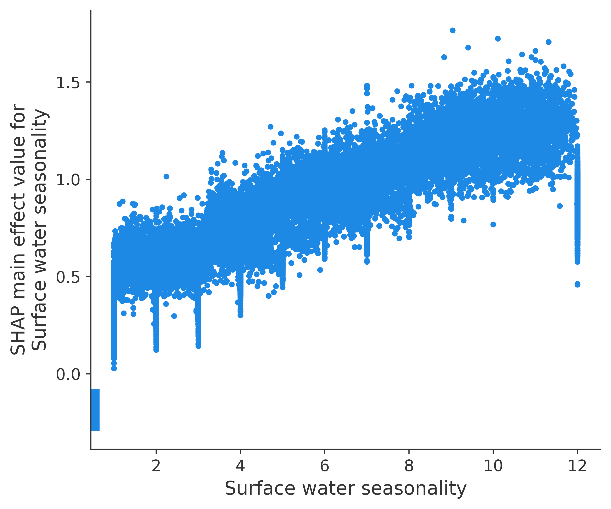 SHAP main effect value for
Surface water seasonality
1.5
1.0
0.5
0.0
2 4 6 8 10 12
Surface water seasonality